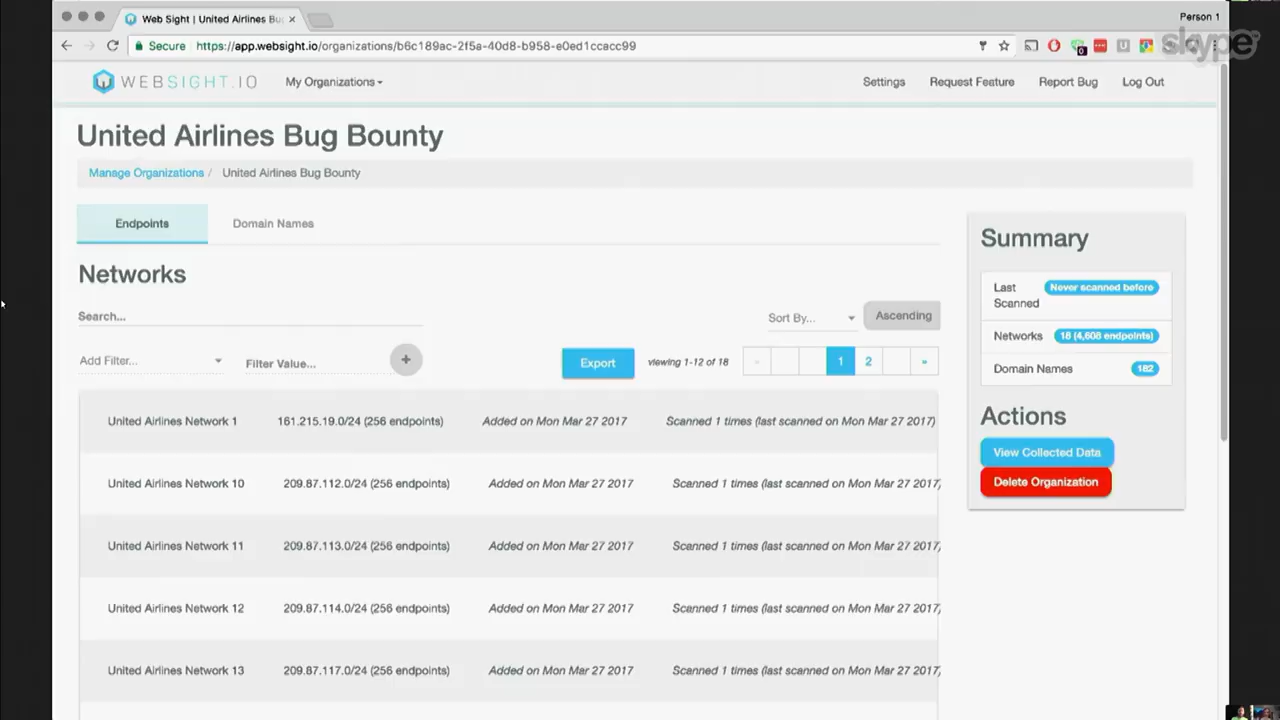 Web Sight | United Airlines Bu
Person 1
Secure https://app.websight.io/organizations/b6c189ac-2f5a-40d8-b958-e0ed1ccacc99
skype
WEBSIGHT.IO My Organizations Settings Request Feature Report Bug Log Out
United Airlines Bug Bounty
Manage Organizations / United Airlines Bug Bounty
Endpoints Domain Names
Networks
Search...
Sort By... Ascending
Add Filter... Filter Value... + Export viewing 1-12 of 18 « 1 2 »
United Airlines Network 1 161.215.19.0/24 (256 endpoints) Added on Mon Mar 27 2017 Scanned 1 times (last scanned on Mon Mar 27 2017)
United Airlines Network 10 209.87.112.0/24 (256 endpoints) Added on Mon Mar 27 2017 Scanned 1 times (last scanned on Mon Mar 27 2017)
United Airlines Network 11 209.87.113.0/24 (256 endpoints) Added on Mon Mar 27 2017 Scanned 1 times (last scanned on Mon Mar 27 2017)
United Airlines Network 12 209.87.114.0/24 (256 endpoints) Added on Mon Mar 27 2017 Scanned 1 times (last scanned on Mon Mar 27 2017)
United Airlines Network 13 209.87.117.0/24 (256 endpoints) Added on Mon Mar 27 2017 Scanned 1 times (last scanned on Mon Mar 27 2017)
Summary
Last Scanned Never scanned before
Networks 18 (4,608 endpoints)
Domain Names 182
Actions
View Collected Data
Delete Organization